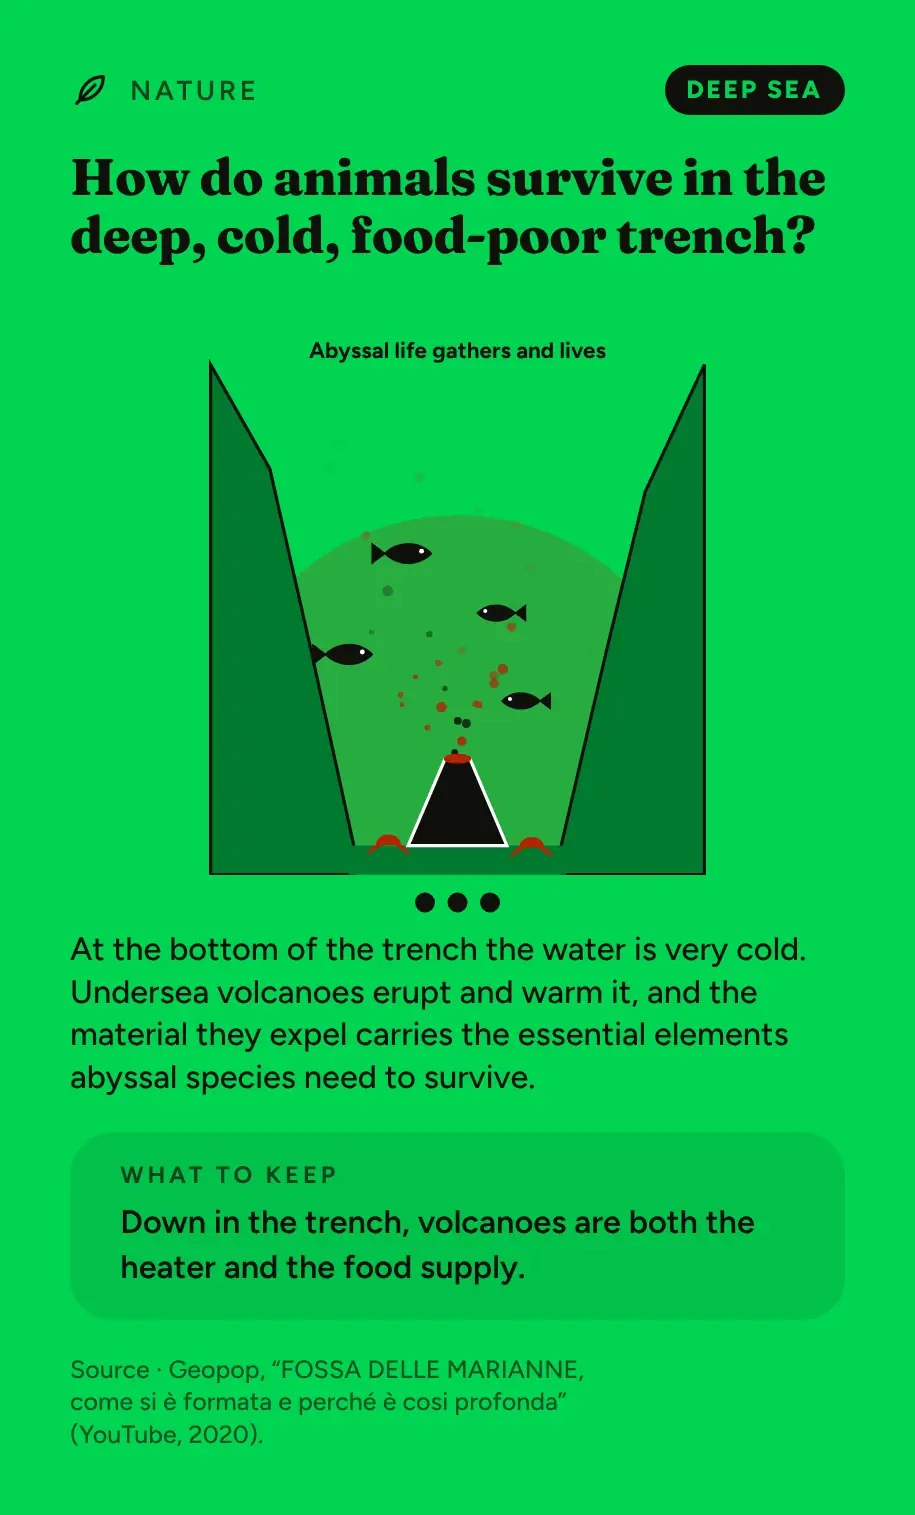 NATURE
DEEP SEA
How do animals survive in the
deep, cold, food-poor trench?
Abyssal life gathers and lives
At the bottom of the trench the water is very cold.
Undersea volcanoes erupt and warm it, and the
material they expel carries the essential elements
abyssal species need to survive.
WHAT TO KEEP
Down in the trench, volcanoes are both the
heater and the food supply.
Source · Geopop, “FOSSA DELLE MARIANNE,
come si è formata e perché è cosi profonda”
(YouTube, 2020).